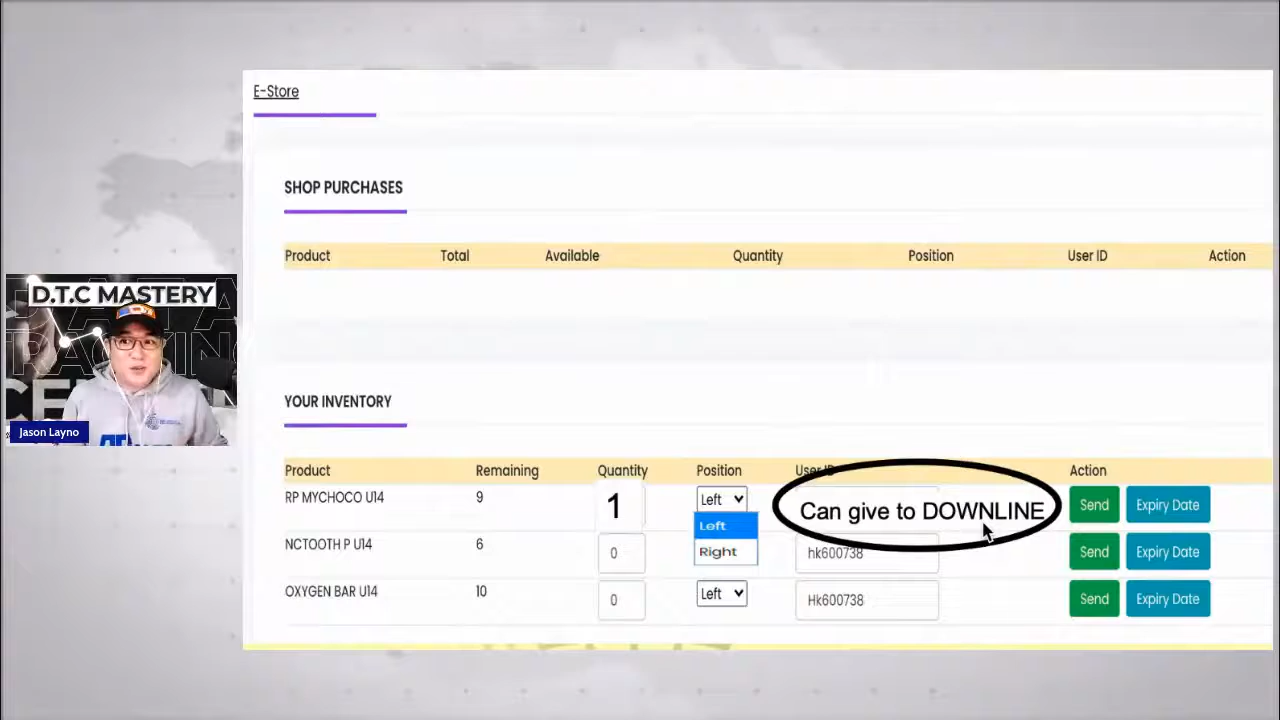 E-Store
SHOP PURCHASES
Product Total Available Quantity Position User ID Action
D.T.C MASTERY
Jason Layno
YOUR INVENTORY
Product Remaining Quantity Position User ID Action
RP MYCHOCO U14 9 1 Left Can give to DOWNLINE Send Expiry Date
Left
Right
NCTOOTH P U14 6 0 hk600738 Send Expiry Date
OXYGEN BAR U14 10 0 Left Hk600738 Send Expiry Date